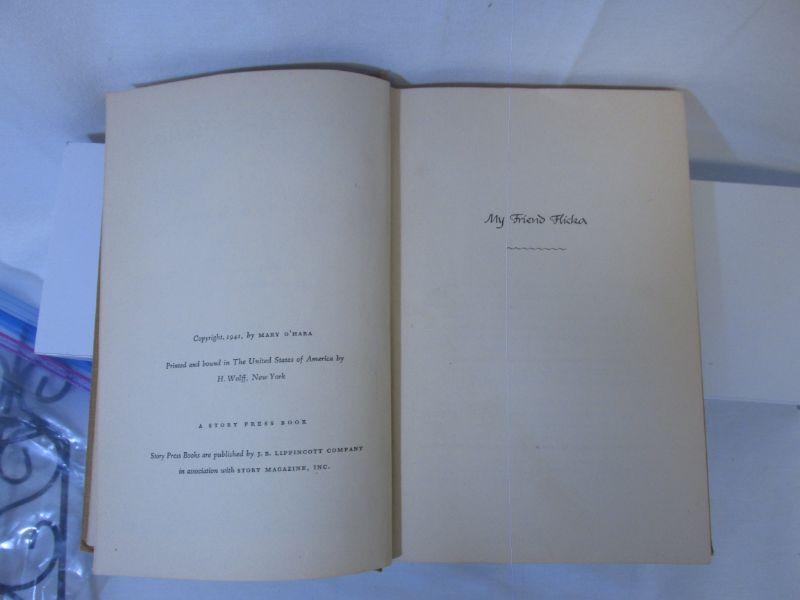 Copyright, 1941, by MARY O'HARA
Printed and bound in The United States of America by
H. Wolff, New York
A STORY PRESS BOOK
Story Press Books are published by J. B. LIPPINCOTT COMPANY
in association with STORY MAGAZINE, INC.
My Friend Flicka